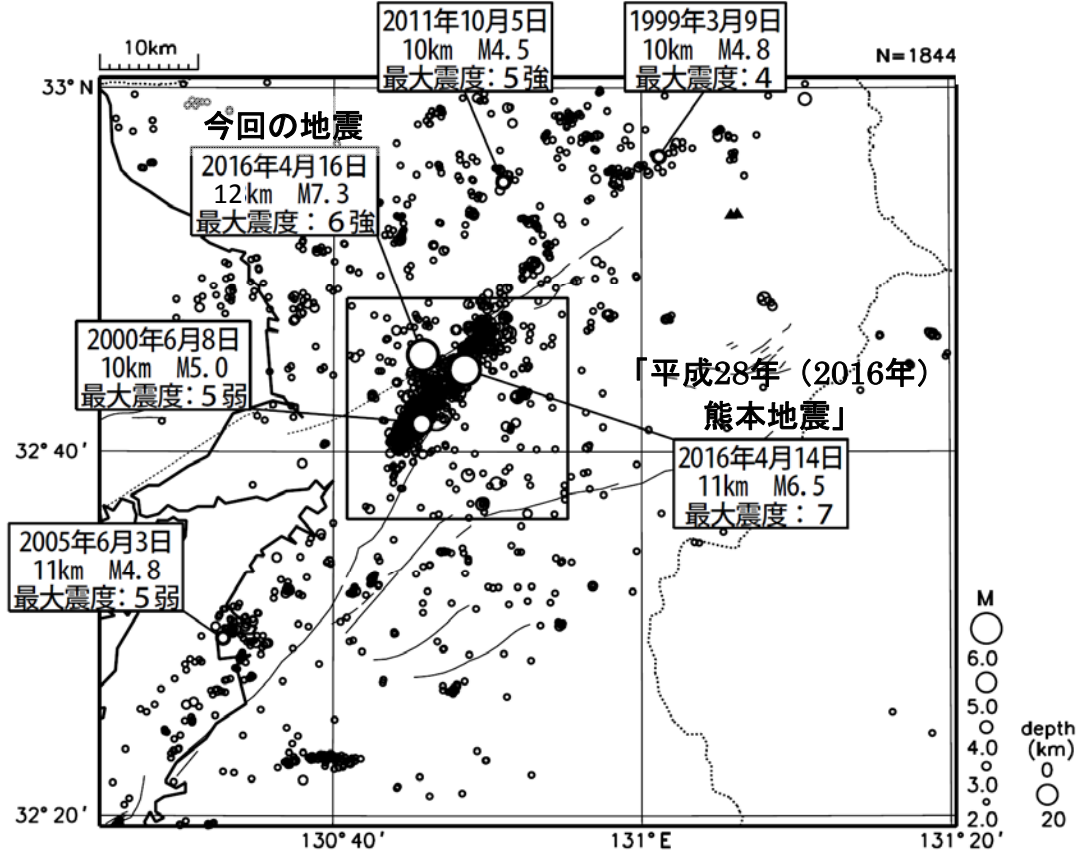 2011年10月5日
10km M4.5
最大震度：5強
1999年3月9日
10km M4.8
最大震度：4
10km
N=1844
33°N
今回の地震
2016年4月16日
12km M7.3
最大震度：6強
2000年6月8日
10km M5.0
最大震度：5弱
「平成28年（2016年）
熊本地震」
32°40′
2016年4月14日
11km M6.5
最大震度：7
2005年6月3日
11km M4.8
最大震度：5弱
M
6.0
5.0
4.0
3.0
2.0
depth
(km)
0
20
32°20′
130°40′
131°E
131°20′